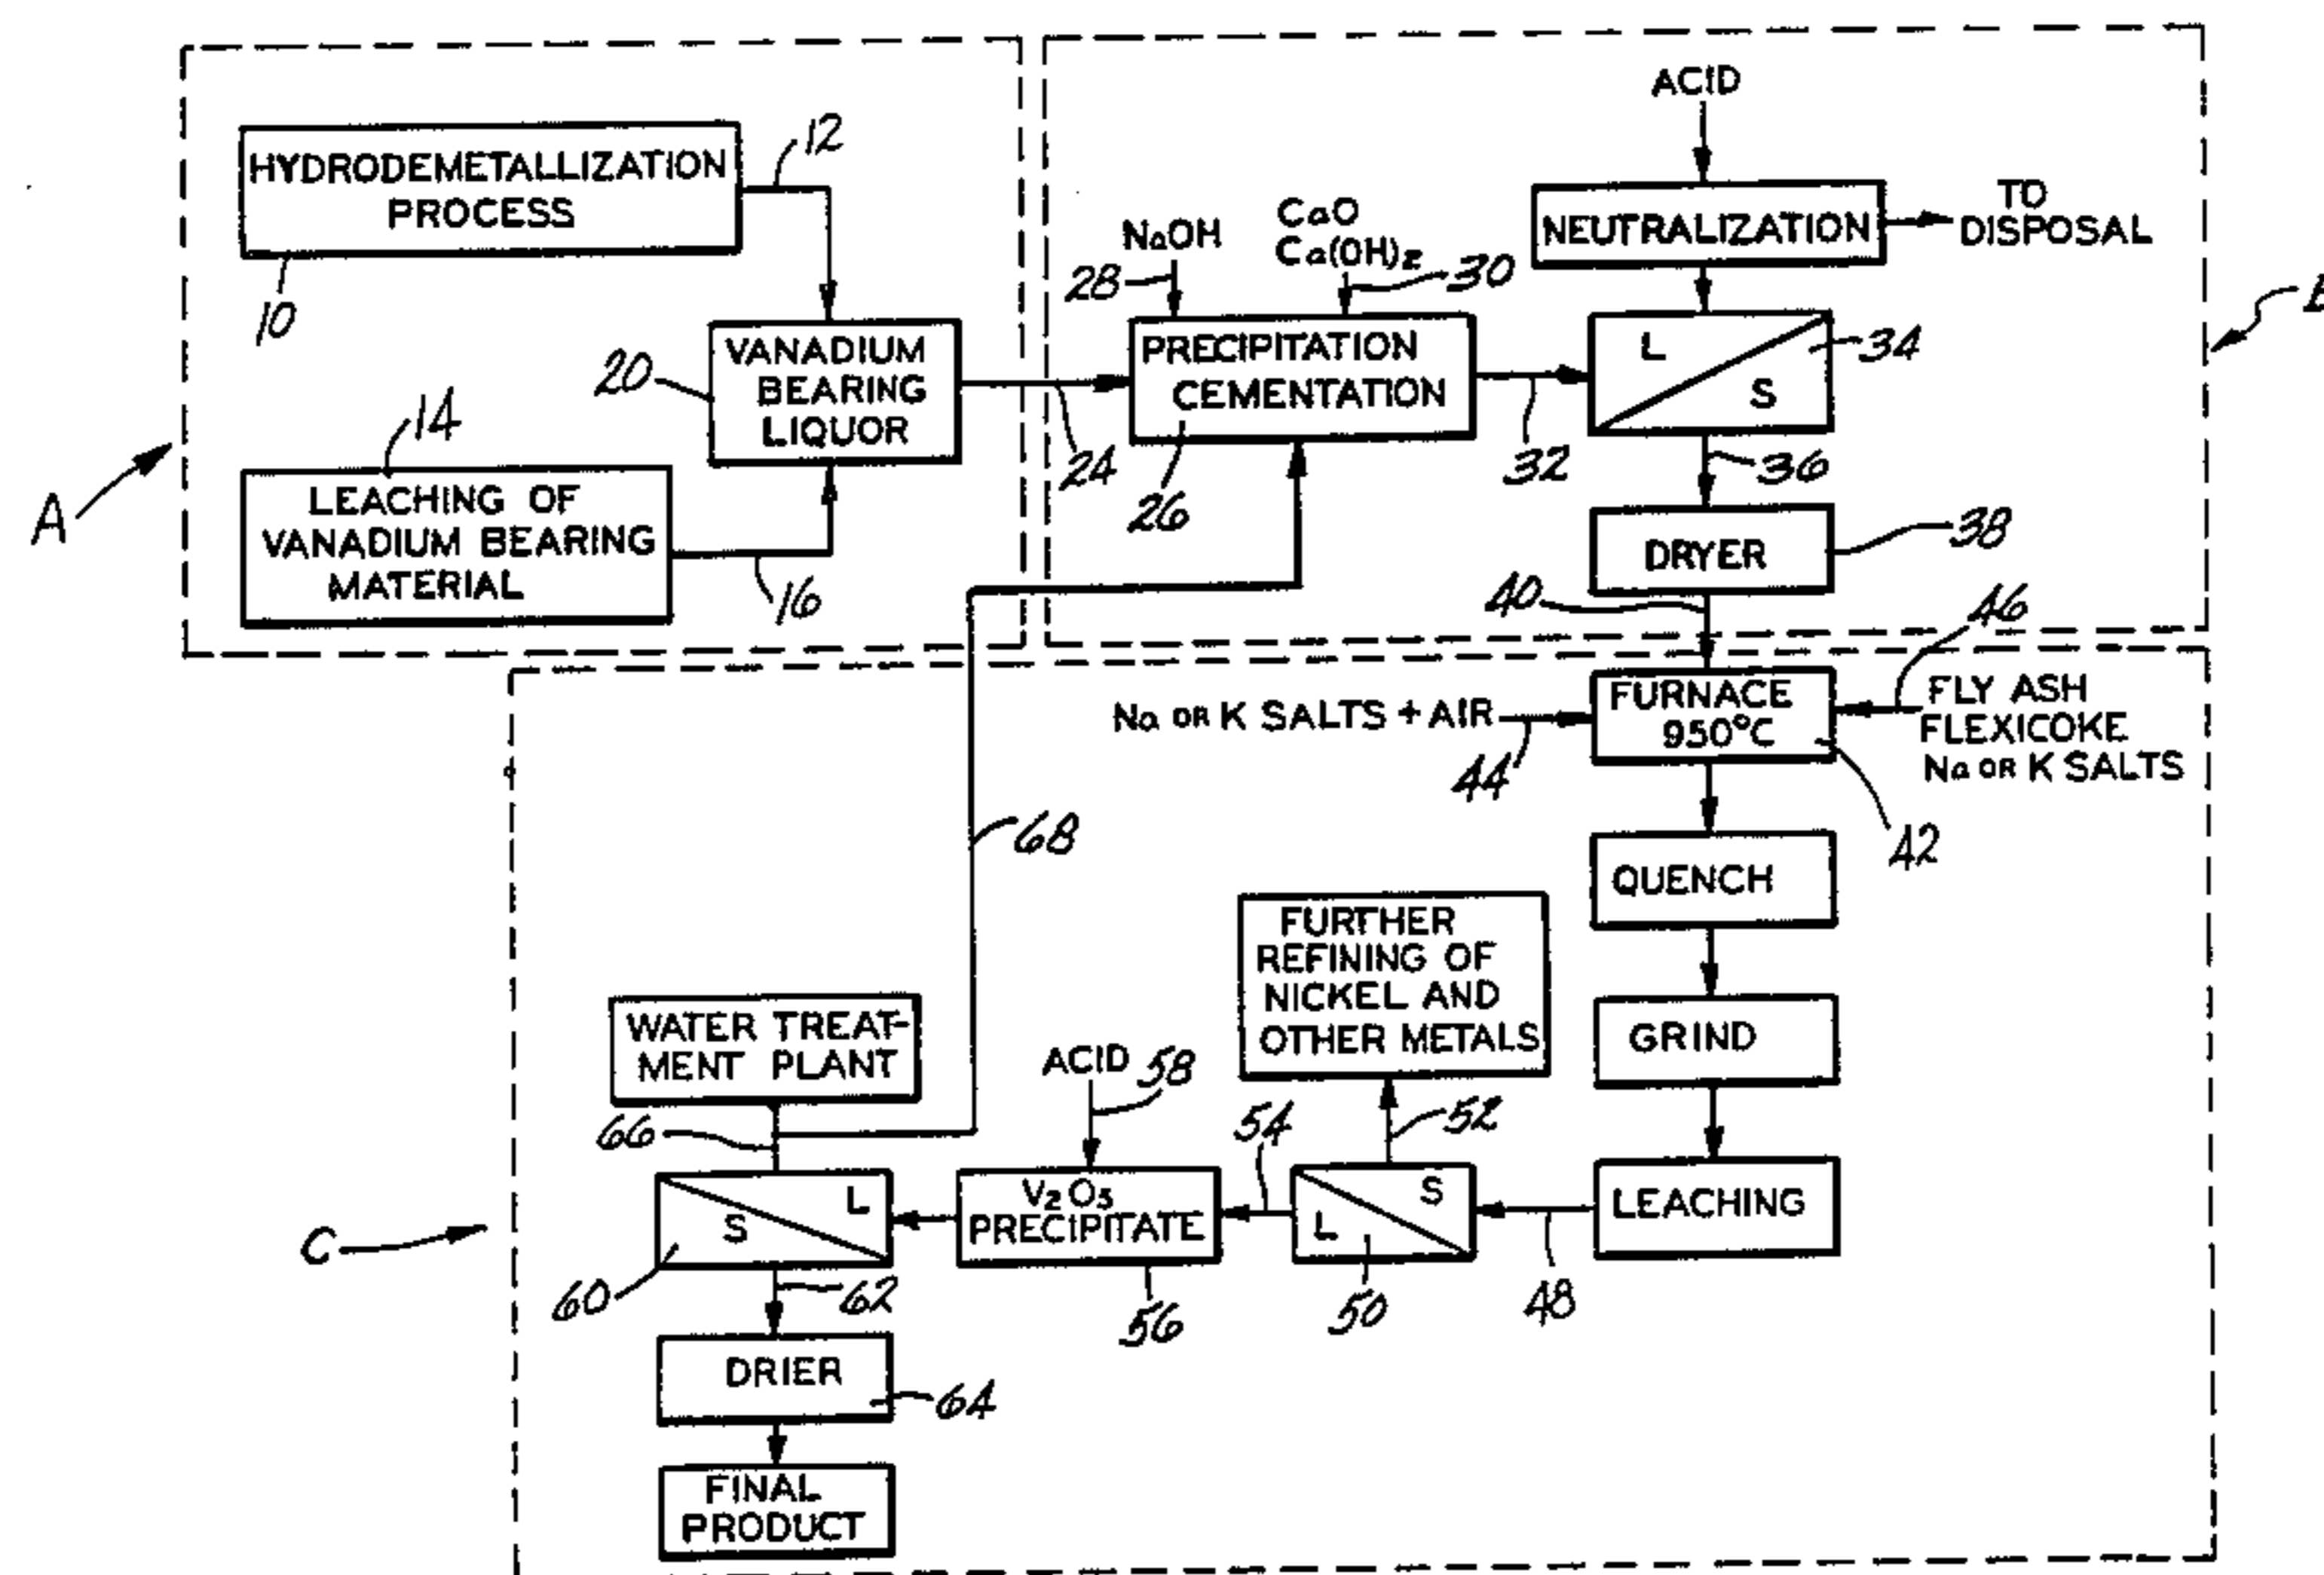 A
HYDRODEMETALLIZATION
PROCESS
10
12
14
LEACHING OF
VANADIUM BEARING
MATERIAL
16
20
VANADIUM
BEARING
LIQUOR
24
NaOH
28
CaO
Ca(OH)2
30
PRECIPITATION
CEMENTATION
26
32
ACID
NEUTRALIZATION
TO
DISPOSAL
L
S
34
36
DRYER
38
40
46
Na OR K SALTS + AIR
44
FURNACE
950°C
FLY ASH
FLEXICOKE
Na OR K SALTS
42
QUENCH
GRIND
LEACHING
48
FURTHER
REFINING OF
NICKEL AND
OTHER METALS
52
S
L
50
54
ACID
58
V2O5
PRECIPITATE
56
68
WATER TREAT-
MENT PLANT
66
L
S
60
62
DRIER
64
FINAL
PRODUCT
C